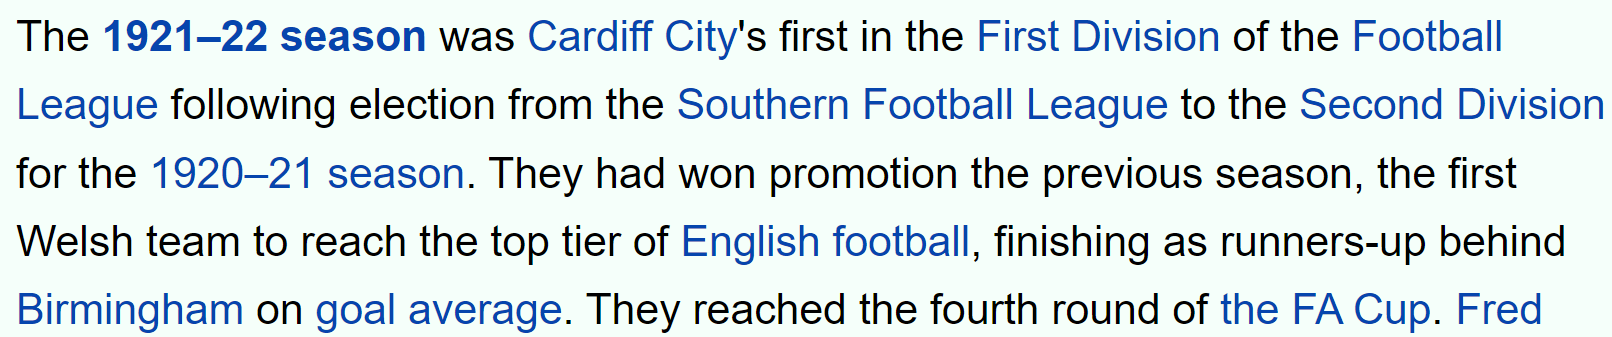 The 1921–22 season was Cardiff City's first in the First Division of the Football
League following election from the Southern Football League to the Second Division
for the 1920–21 season. They had won promotion the previous season, the first
Welsh team to reach the top tier of English football, finishing as runners-up behind
Birmingham on goal average. They reached the fourth round of the FA Cup. Fred